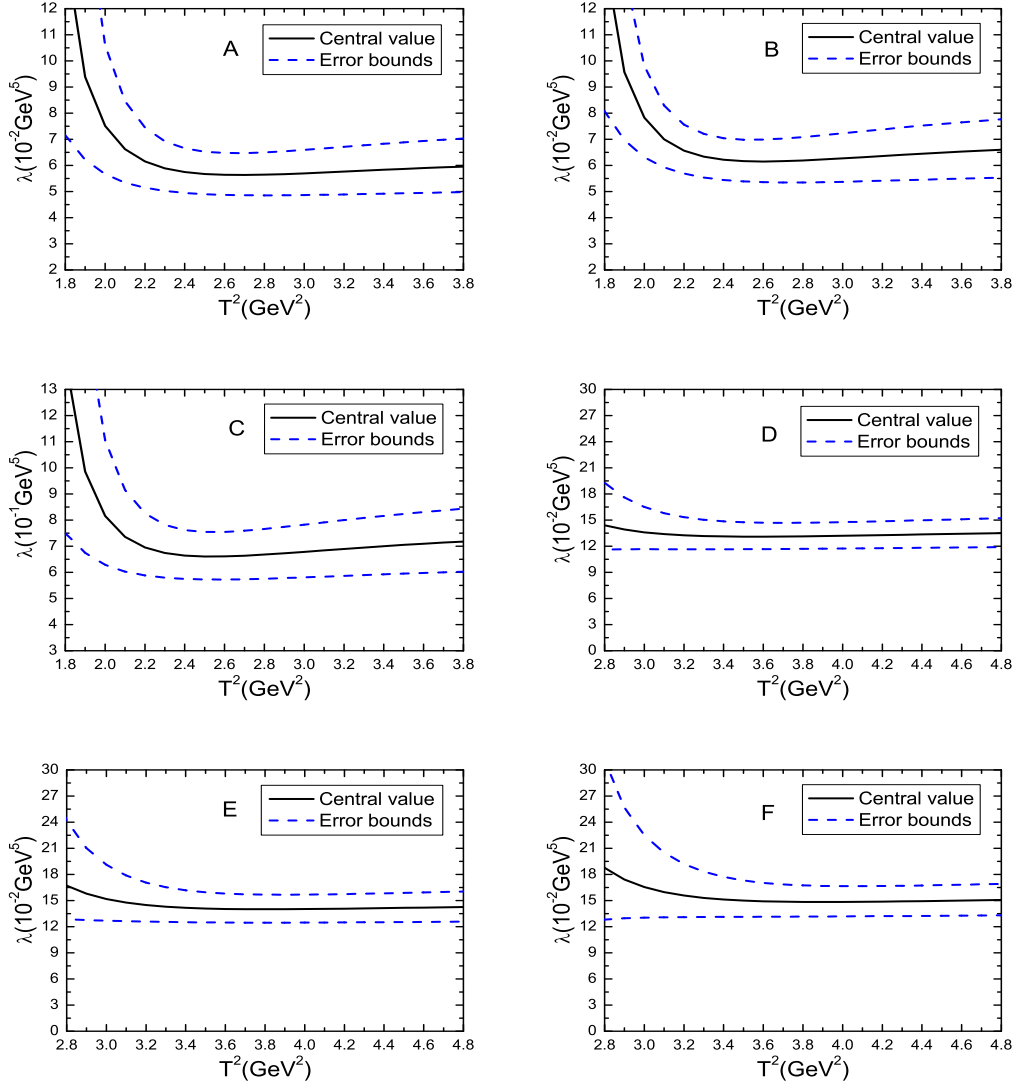 12
11
10
9
8
7
6
5
4
3
2
λ(10⁻²GeV⁵)
A
Central value
Error bounds
1.8 2.0 2.2 2.4 2.6 2.8 3.0 3.2 3.4 3.6 3.8
T²(GeV²)
12
11
10
9
8
7
6
5
4
3
2
λ(10⁻²GeV⁵)
B
Central value
Error bounds
1.8 2.0 2.2 2.4 2.6 2.8 3.0 3.2 3.4 3.6 3.8
T²(GeV²)
13
12
11
10
9
8
7
6
5
4
3
λ(10⁻¹GeV⁵)
C
Central value
Error bounds
1.8 2.0 2.2 2.4 2.6 2.8 3.0 3.2 3.4 3.6 3.8
T²(GeV²)
30
27
24
21
18
15
12
9
6
3
0
λ(10⁻²GeV⁵)
D
Central value
Error bounds
2.8 3.0 3.2 3.4 3.6 3.8 4.0 4.2 4.4 4.6 4.8
T²(GeV²)
30
27
24
21
18
15
12
9
6
3
0
λ(10⁻²GeV⁵)
E
Central value
Error bounds
2.8 3.0 3.2 3.4 3.6 3.8 4.0 4.2 4.4 4.6 4.8
T²(GeV²)
30
27
24
21
18
15
12
9
6
3
0
λ(10⁻²GeV⁵)
F
Central value
Error bounds
2.8 3.0 3.2 3.4 3.6 3.8 4.0 4.2 4.4 4.6 4.8
T²(GeV²)